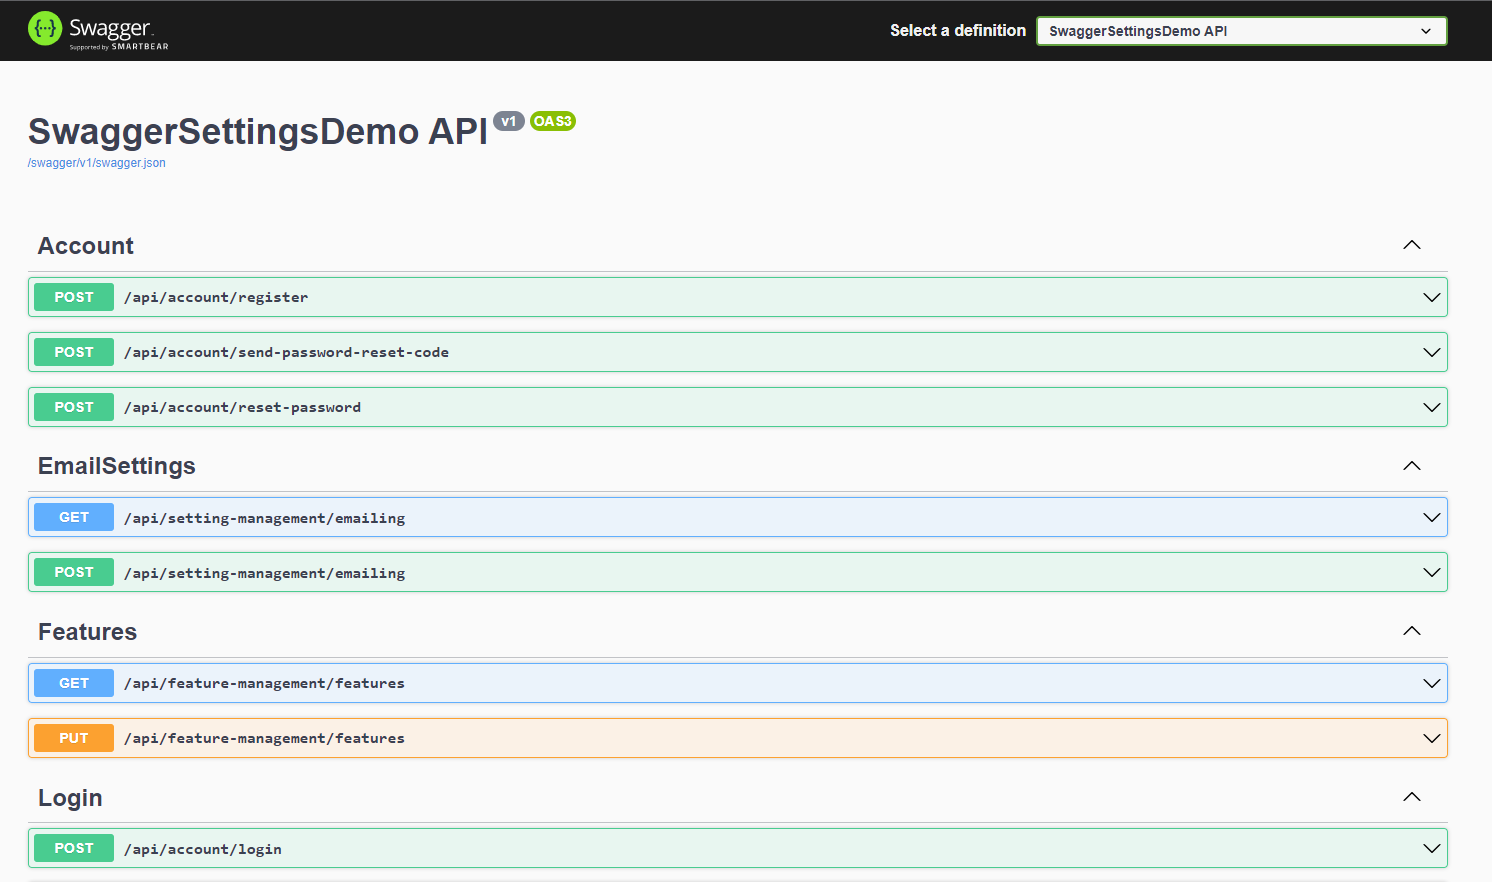 Swagger.
Supported by SMARTBEAR
Select a definition
SwaggerSettingsDemo API
SwaggerSettingsDemo API v1 OAS3
/swagger/v1/swagger.json
Account
POST /api/account/register
POST /api/account/send-password-reset-code
POST /api/account/reset-password
EmailSettings
GET /api/setting-management/emailing
POST /api/setting-management/emailing
Features
GET /api/feature-management/features
PUT /api/feature-management/features
Login
POST /api/account/login